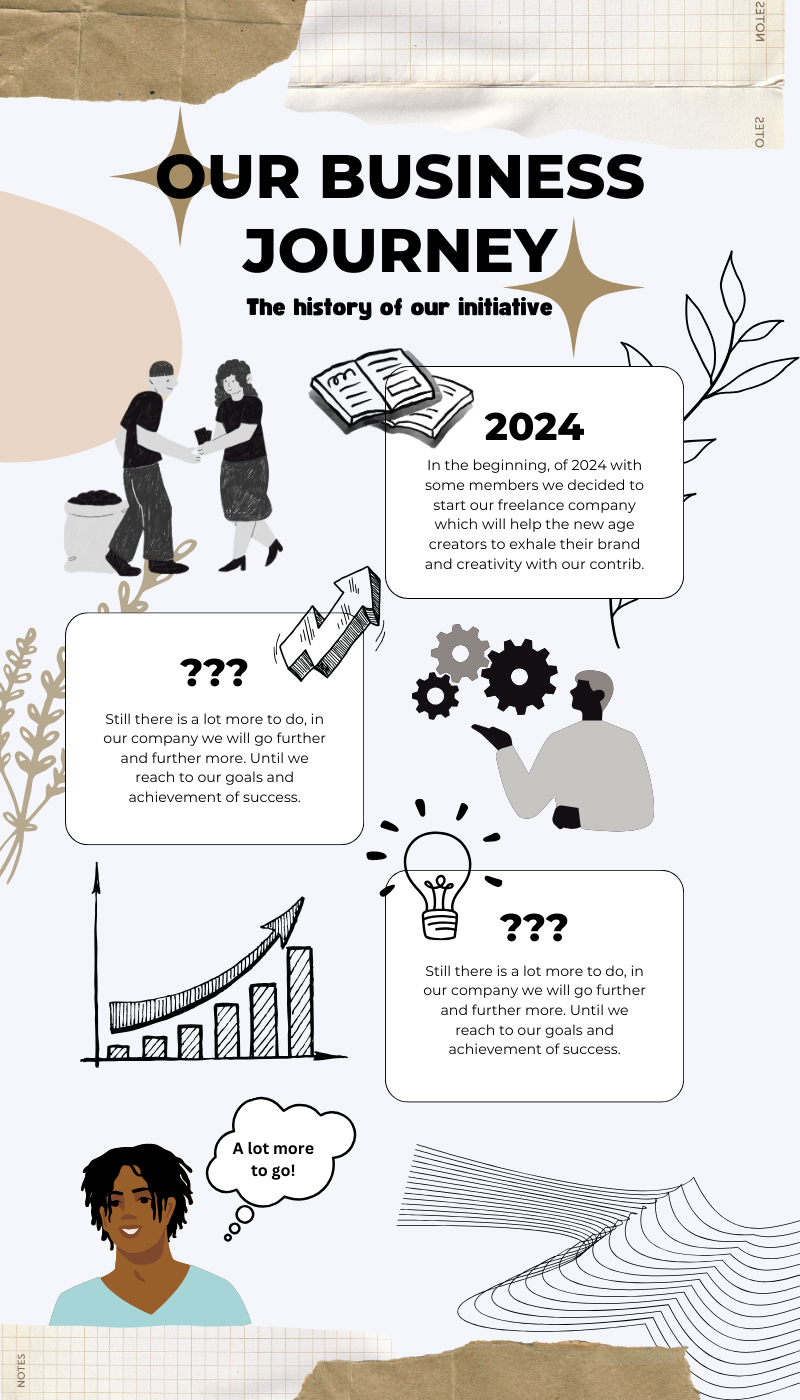 NOTES
OTES
OUR BUSINESS
JOURNEY
The history of our initiative
2024
In the beginning, of 2024 with
some members we decided to
start our freelance company
which will help the new age
creators to exhale their brand
and creativity with our contrib.
???
Still there is a lot more to do, in
our company we will go further
and further more. Until we
reach to our goals and
achievement of success.
???
Still there is a lot more to do, in
our company we will go further
and further more. Until we
reach to our goals and
achievement of success.
A lot more
to go!
NOTES